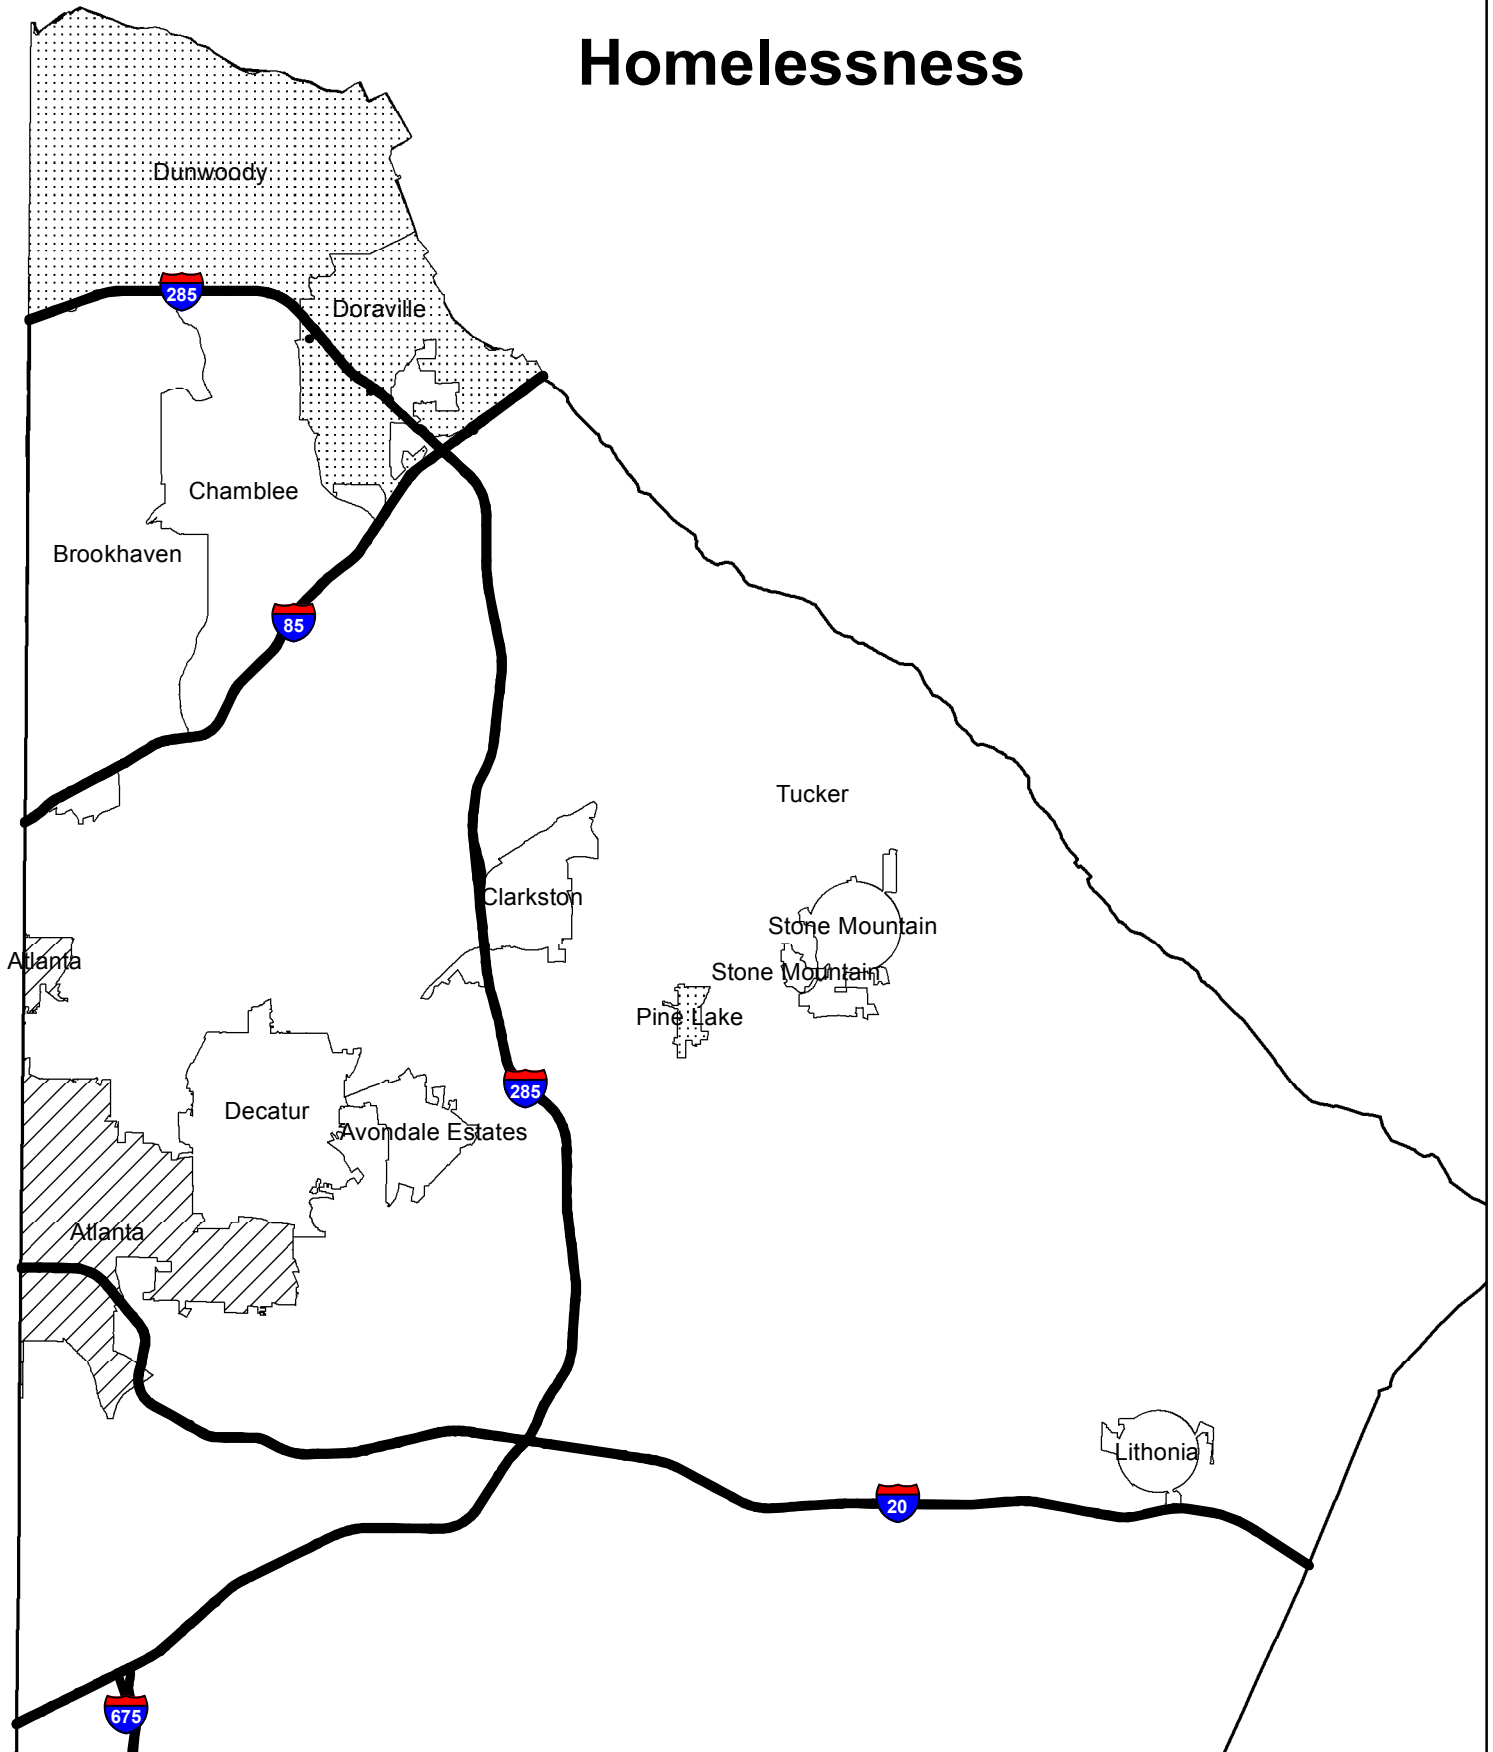 Homelessness
Dunwoody
285
Doraville
Chamblee
Brookhaven
85
Tucker
Clarkston
Stone Mountain
Atlanta
Stone Mountain
Pine Lake
285
Decatur
Avondale Estates
Atlanta
Lithonia
20
675